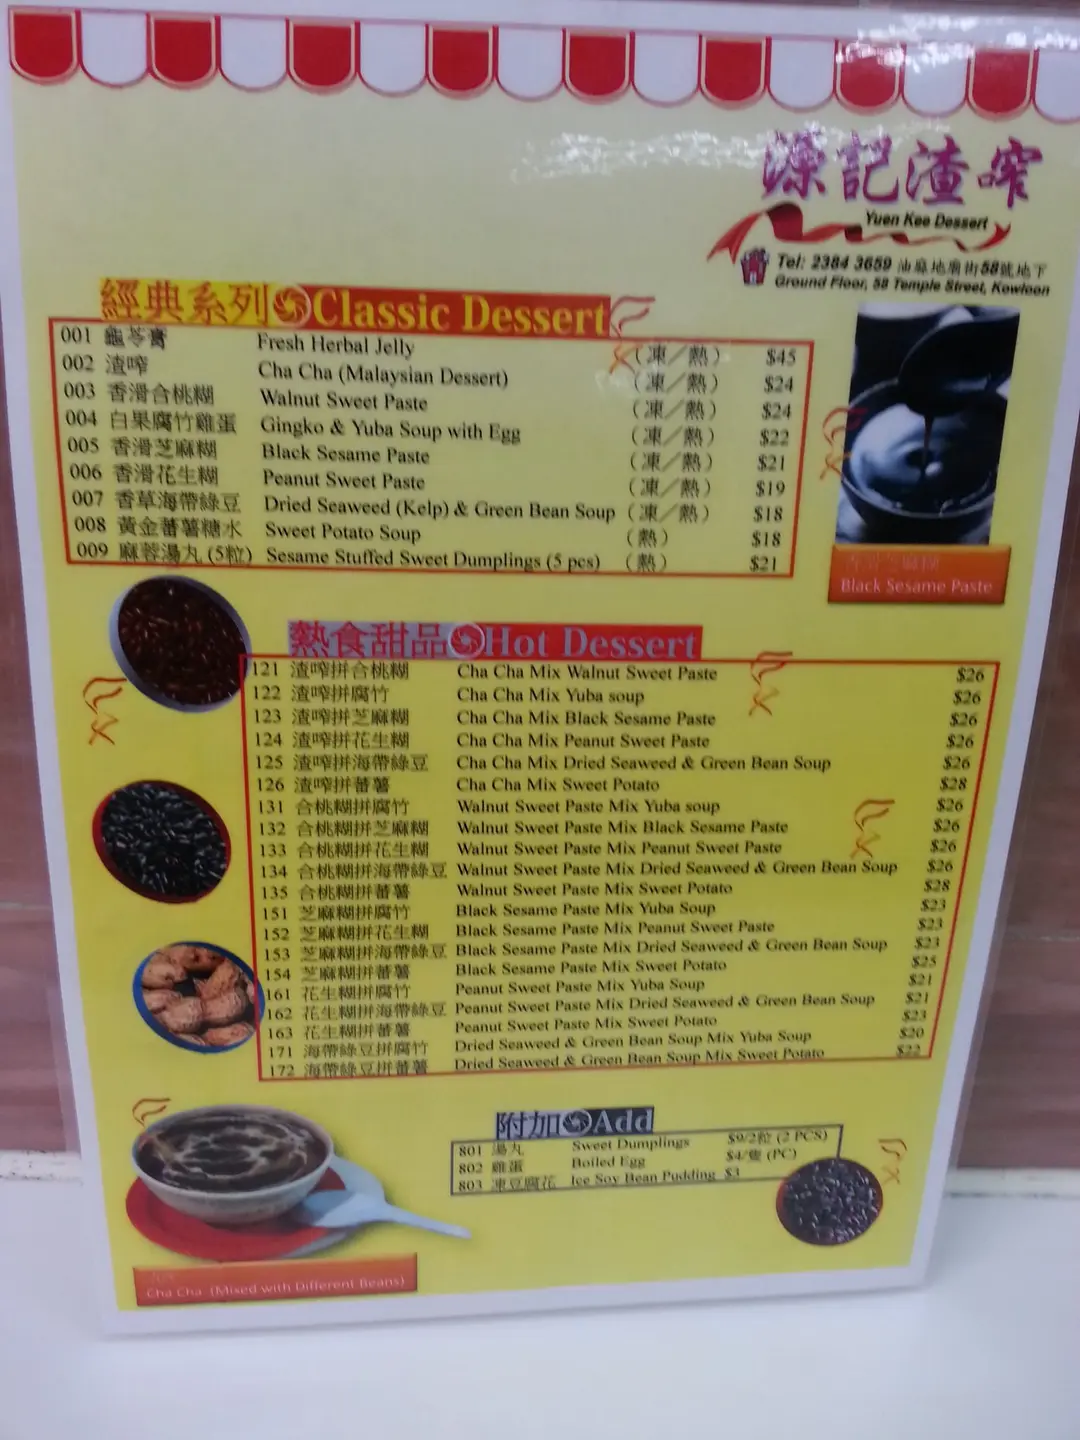 源記渣咋
Yuen Kee Dessert
Tel: 2384 3659 油麻地廟街58號地下
Ground Floor, 58 Temple Street, Kowloon
經典系列 Classic Dessert
001 龜苓膏 Fresh Herbal Jelly (凍／熱) $45
002 渣咋 Cha Cha (Malaysian Dessert) (凍／熱) $24
003 香滑合桃糊 Walnut Sweet Paste (凍／熱) $24
004 白果腐竹雞蛋 Gingko & Yuba Soup with Egg (凍／熱) $22
005 香滑芝麻糊 Black Sesame Paste (凍／熱) $21
006 香滑花生糊 Peanut Sweet Paste (凍／熱) $19
007 香草海帶綠豆 Dried Seaweed (Kelp) & Green Bean Soup (凍／熱) $18
008 黃金蕃薯糖水 Sweet Potato Soup (熱) $18
009 麻蓉湯丸 (5粒) Sesame Stuffed Sweet Dumplings (5 pcs) (熱) $21
Black Sesame Paste
熱食甜品 Hot Dessert
121 渣咋拼合桃糊 Cha Cha Mix Walnut Sweet Paste $26
122 渣咋拼腐竹 Cha Cha Mix Yuba soup $26
123 渣咋拼芝麻糊 Cha Cha Mix Black Sesame Paste $26
124 渣咋拼花生糊 Cha Cha Mix Peanut Sweet Paste $26
125 渣咋拼海帶綠豆 Cha Cha Mix Dried Seaweed & Green Bean Soup $26
126 渣咋拼蕃薯 Cha Cha Mix Sweet Potato $28
131 合桃糊拼腐竹 Walnut Sweet Paste Mix Yuba soup $26
132 合桃糊拼芝麻糊 Walnut Sweet Paste Mix Black Sesame Paste $26
133 合桃糊拼花生糊 Walnut Sweet Paste Mix Peanut Sweet Paste $26
134 合桃糊拼海帶綠豆 Walnut Sweet Paste Mix Dried Seaweed & Green Bean Soup $26
135 合桃糊拼蕃薯 Walnut Sweet Paste Mix Sweet Potato $28
151 芝麻糊拼腐竹 Black Sesame Paste Mix Yuba Soup $23
152 芝麻糊拼花生糊 Black Sesame Paste Mix Peanut Sweet Paste $23
153 芝麻糊拼海帶綠豆 Black Sesame Paste Mix Dried Seaweed & Green Bean Soup $23
154 芝麻糊拼蕃薯 Black Sesame Paste Mix Sweet Potato $25
161 花生糊拼腐竹 Peanut Sweet Paste Mix Yuba Soup $21
162 花生糊拼海帶綠豆 Peanut Sweet Paste Mix Dried Seaweed & Green Bean Soup $21
163 花生糊拼蕃薯 Peanut Sweet Paste Mix Sweet Potato $23
171 海帶綠豆拼腐竹 Dried Seaweed & Green Bean Soup Mix Yuba Soup $20
172 海帶綠豆拼蕃薯 Dried Seaweed & Green Bean Soup Mix Sweet Potato $22
附加 Add
801 湯丸 Sweet Dumplings $9/2粒 (2 PCS)
802 雞蛋 Boiled Egg $4/隻 (PC)
803 凍豆腐花 Ice Soy Bean Pudding $3
Cha Cha (Mixed with Different Beans)